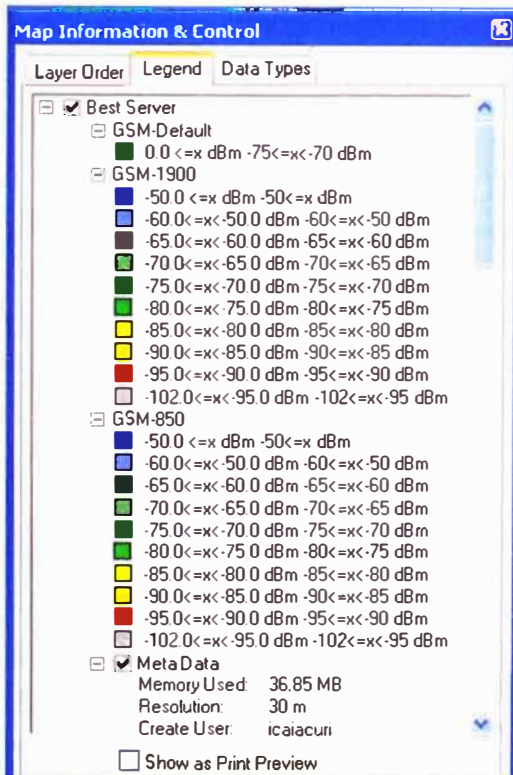 Map Information & Control
Layer Order Legend Data Types
Best Server
GSM-Default
0.0 <=x dBm -75<=x<-70 dBm
GSM-1900
-50.0 <=x dBm -50<=x dBm
-60.0<=x<-50.0 dBm -60<=x<-50 dBm
-65.0<=x<-60.0 dBm -65<=x<-60 dBm
-70.0<=x<-65.0 dBm -70<=x<-65 dBm
-75.0<=x<-70.0 dBm -75<=x<-70 dBm
-80.0<=x<-75.0 dBm -80<=x<-75 dBm
-85.0<=x<-80.0 dBm -85<=x<-80 dBm
-90.0<=x<-85.0 dBm -90<=x<-85 dBm
-95.0<=x<-90.0 dBm -95<=x<-90 dBm
-102.0<=x<-95.0 dBm -102<=x<-95 dBm
GSM-850
-50.0 <=x dBm -50<=x dBm
-60.0<=x<-50.0 dBm -60<=x<-50 dBm
-65.0<=x<-60.0 dBm -65<=x<-60 dBm
-70.0<=x<-65.0 dBm -70<=x<-65 dBm
-75.0<=x<-70.0 dBm -75<=x<-70 dBm
-80.0<=x<-75.0 dBm -80<=x<-75 dBm
-85.0<=x<-80.0 dBm -85<=x<-80 dBm
-90.0<=x<-85.0 dBm -90<=x<-85 dBm
-95.0<=x<-90.0 dBm -95<=x<-90 dBm
-102.0<=x<-95.0 dBm -102<=x<-95 dBm
Meta Data
Memory Used: 36.85 MB
Resolution: 30 m
Create User: icaiacuri
Show as Print Preview